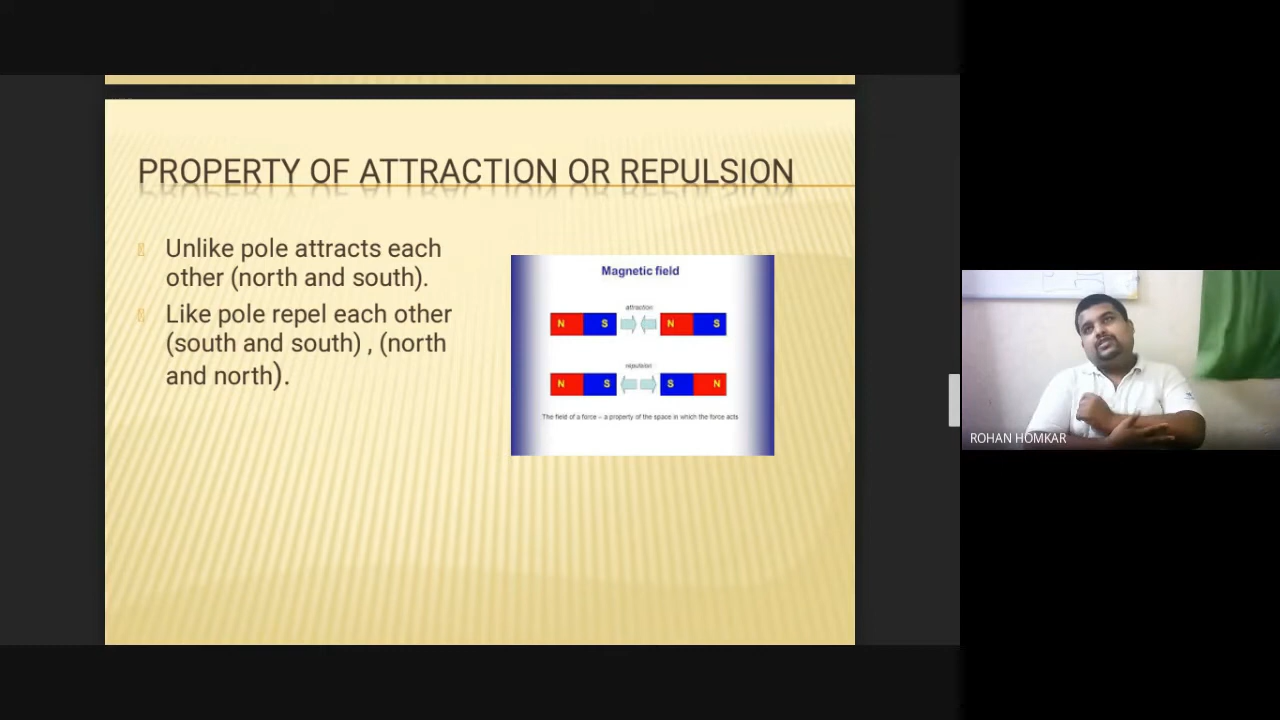 PROPERTY OF ATTRACTION OR REPULSION
Unlike pole attracts each
other (north and south).
Like pole repel each other
(south and south) , (north
and north).
Magnetic field
attraction
N S N S
repulsion
N S S N
The field of a force – a property of the space in which the force acts
ROHAN HOMKAR